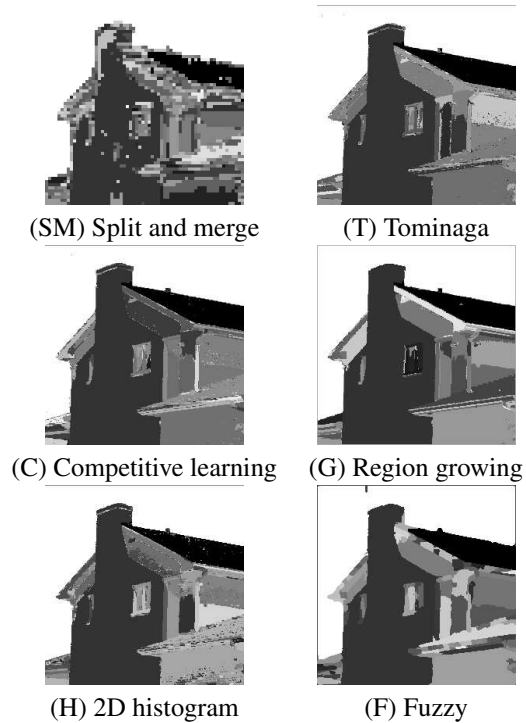 (SM) Split and merge
(T) Tominaga
(C) Competitive learning
(G) Region growing
(H) 2D histogram
(F) Fuzzy